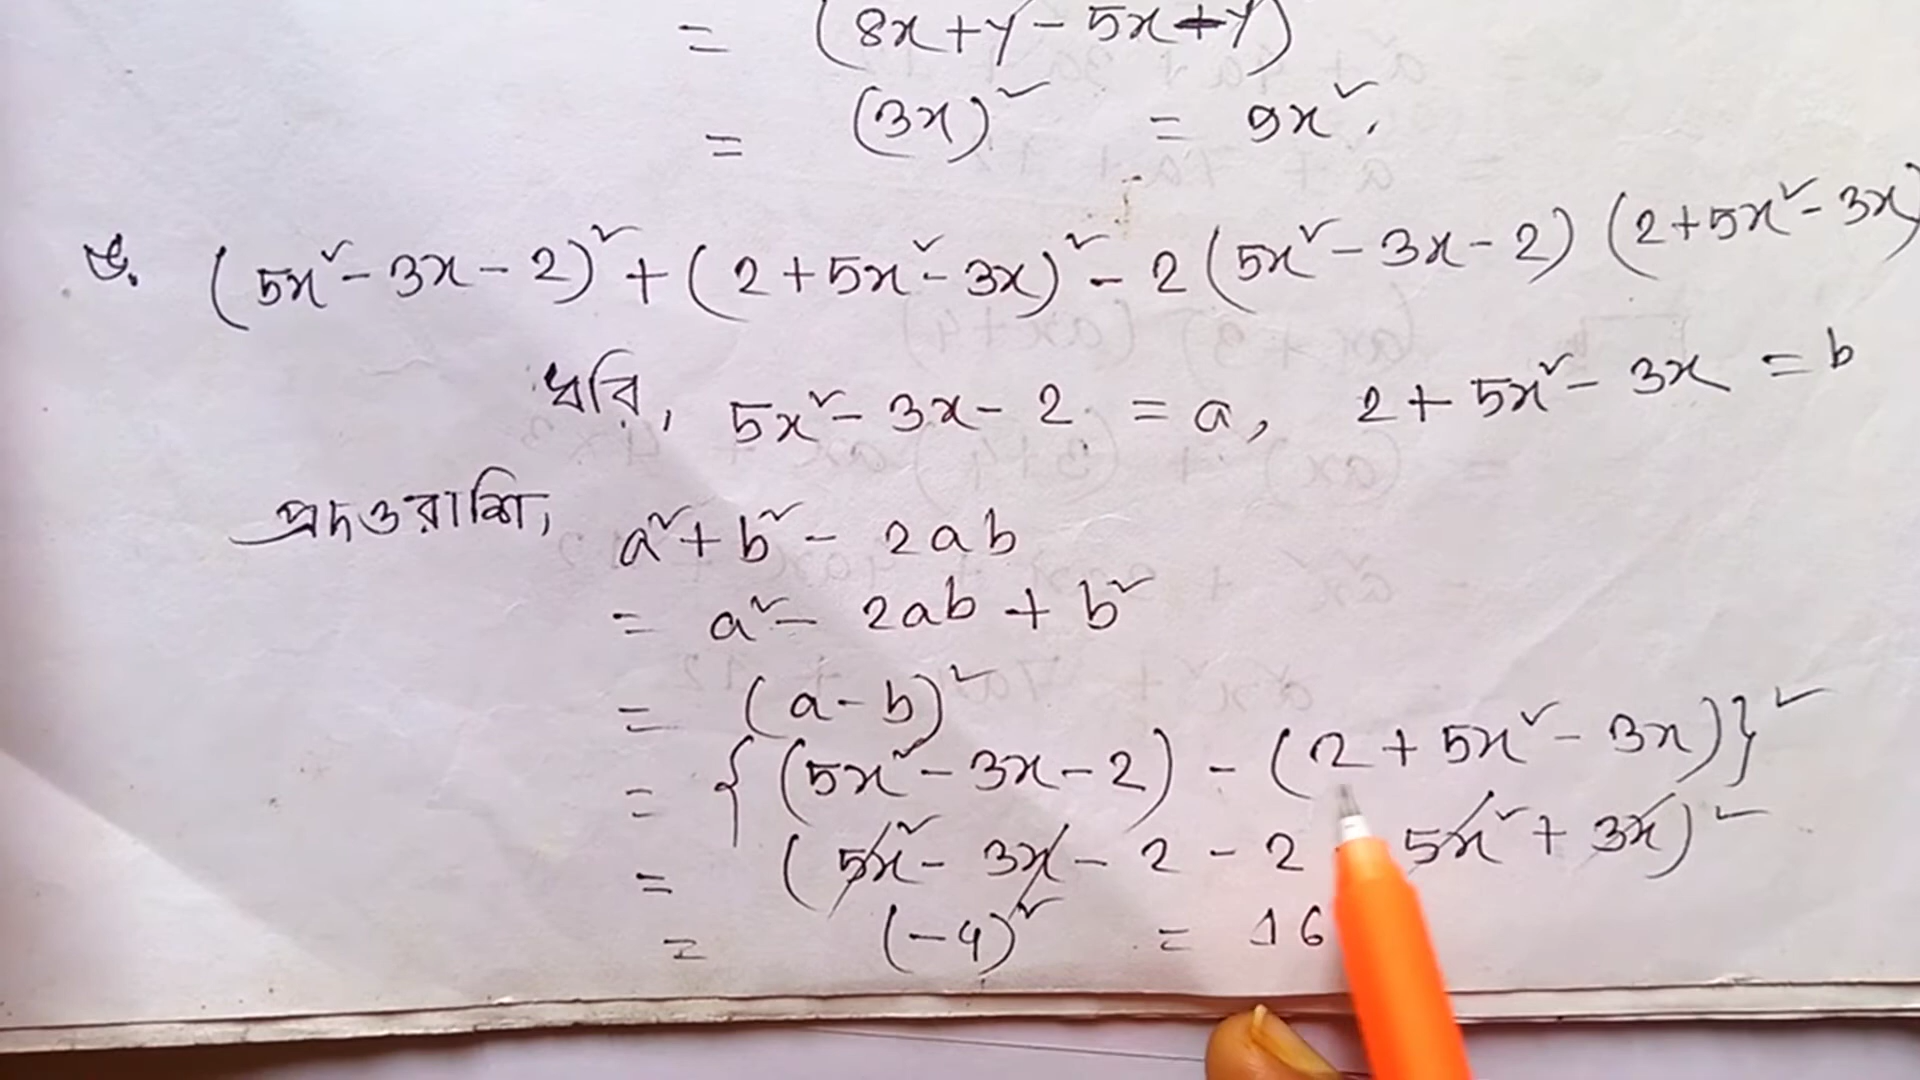 = (8x+y-5x+y)
= (3x)² = 9x².
ঙ. (5x²-3x-2)²+(2+5x²-3x)²-2(5x²-3x-2)(2+5x²-3x)
ধরি, 5x²-3x-2 = a, 2+5x²-3x = b
প্রদত্তরাশি, a²+b²-2ab
= a²-2ab+b²
= (a-b)²
= {(5x²-3x-2)-(2+5x²-3x)}²
= (5x²-3x-2-2 5x²+3x)²
= (-4)² = 16